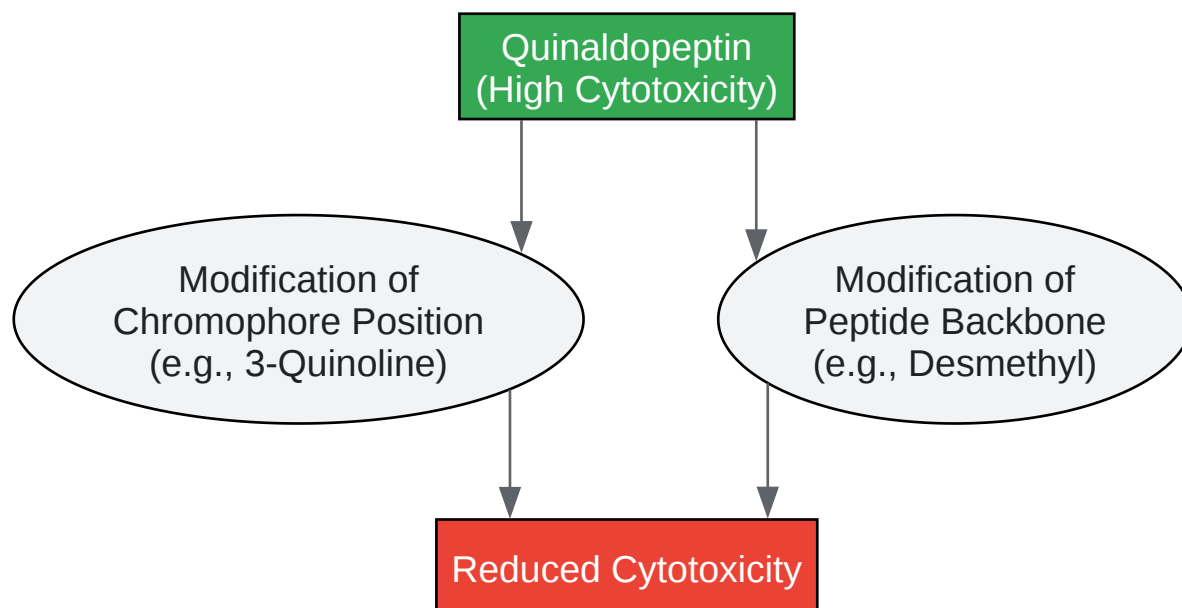 Quinaldopeptin
(High Cytotoxicity)
Modification of
Chromophore Position
(e.g., 3-Quinoline)
Modification of
Peptide Backbone
(e.g., Desmethyl)
Reduced Cytotoxicity